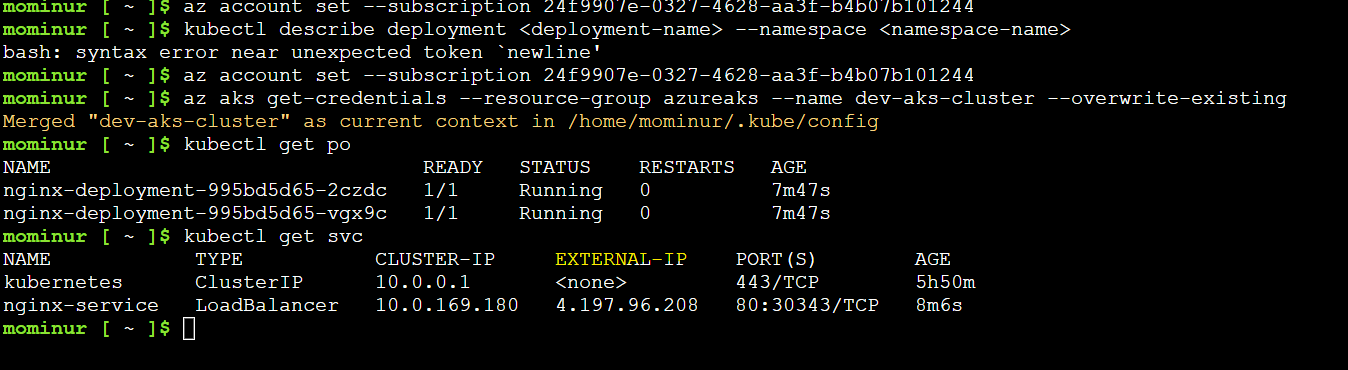 mominur [ ~ ]$ az account set --subscription 24f9907e-0327-4628-aa3f-b4b07b101244
mominur [ ~ ]$ kubectl describe deployment <deployment-name> --namespace <namespace-name>
bash: syntax error near unexpected token `newline'
mominur [ ~ ]$ az account set --subscription 24f9907e-0327-4628-aa3f-b4b07b101244
mominur [ ~ ]$ az aks get-credentials --resource-group azureaks --name dev-aks-cluster --overwrite-existing
Merged "dev-aks-cluster" as current context in /home/mominur/.kube/config
mominur [ ~ ]$ kubectl get po
NAME READY STATUS RESTARTS AGE
nginx-deployment-995bd5d65-2czdc 1/1 Running 0 7m47s
nginx-deployment-995bd5d65-vgx9c 1/1 Running 0 7m47s
mominur [ ~ ]$ kubectl get svc
NAME TYPE CLUSTER-IP EXTERNAL-IP PORT(S) AGE
kubernetes ClusterIP 10.0.0.1 <none> 443/TCP 5h50m
nginx-service LoadBalancer 10.0.169.180 4.197.96.208 80:30343/TCP 8m6s
mominur [ ~ ]$